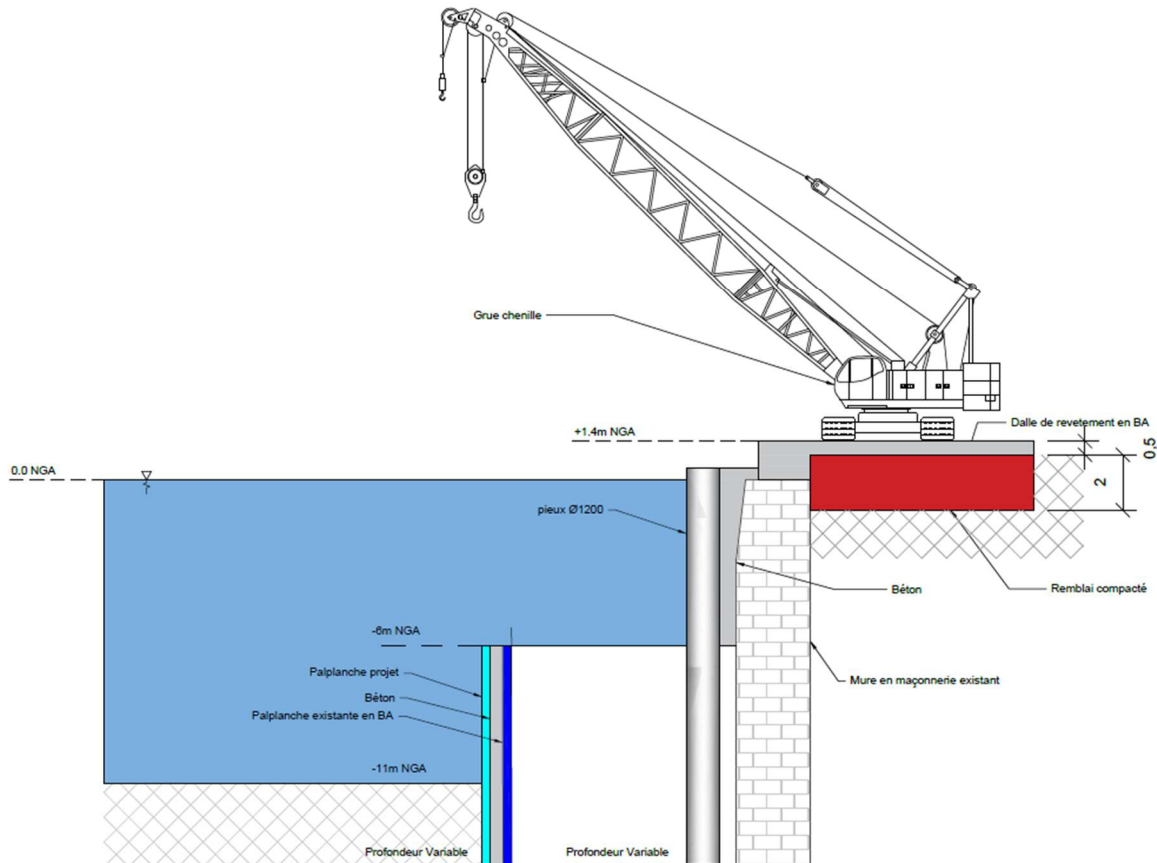 Grue chenille
Dalle de revetement en BA
+1.4m NGA
0,5
0.0 NGA
2
pieux Ø1200
Béton
Remblai compacté
-6m NGA
Palplanche projet
Mure en maçonnerie existant
Béton
Palplanche existante en BA
-11m NGA
Profondeur Variable
Profondeur Variable